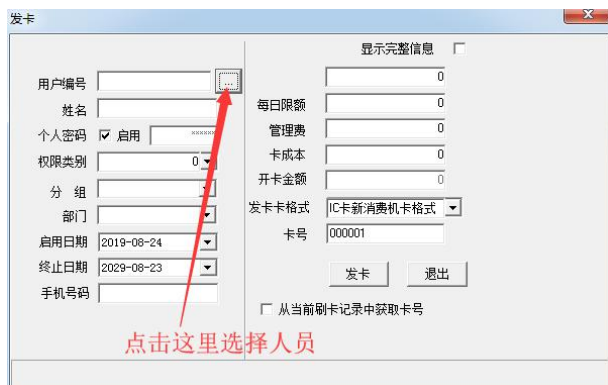 发卡
显示完整信息
用户编号
...
0
姓名
每日限额
0
个人密码
启用
******
管理费
0
权限类别
0
卡成本
0
分 组
开卡金额
0
部门
发卡卡格式
IC卡新消费机卡格式
启用日期
2019-08-24
卡号
000001
终止日期
2029-08-23
发卡
退出
手机号码
从当前刷卡记录中获取卡号
点击这里选择人员